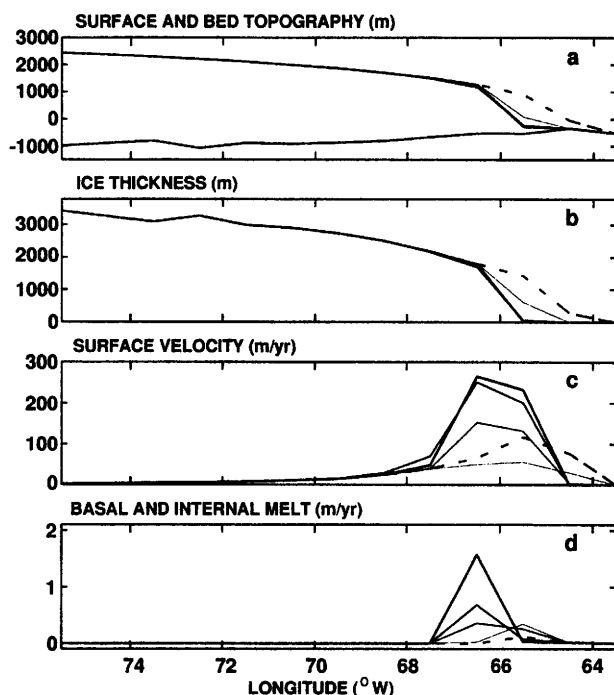 SURFACE AND BED TOPOGRAPHY (m)
3000
2000
1000
0
-1000
a
ICE THICKNESS (m)
3000
2000
1000
0
b
SURFACE VELOCITY (m/yr)
300
200
100
0
c
BASAL AND INTERNAL MELT (m/yr)
2
1
0
d
74 72 70 68 66 64
LONGITUDE (° W)